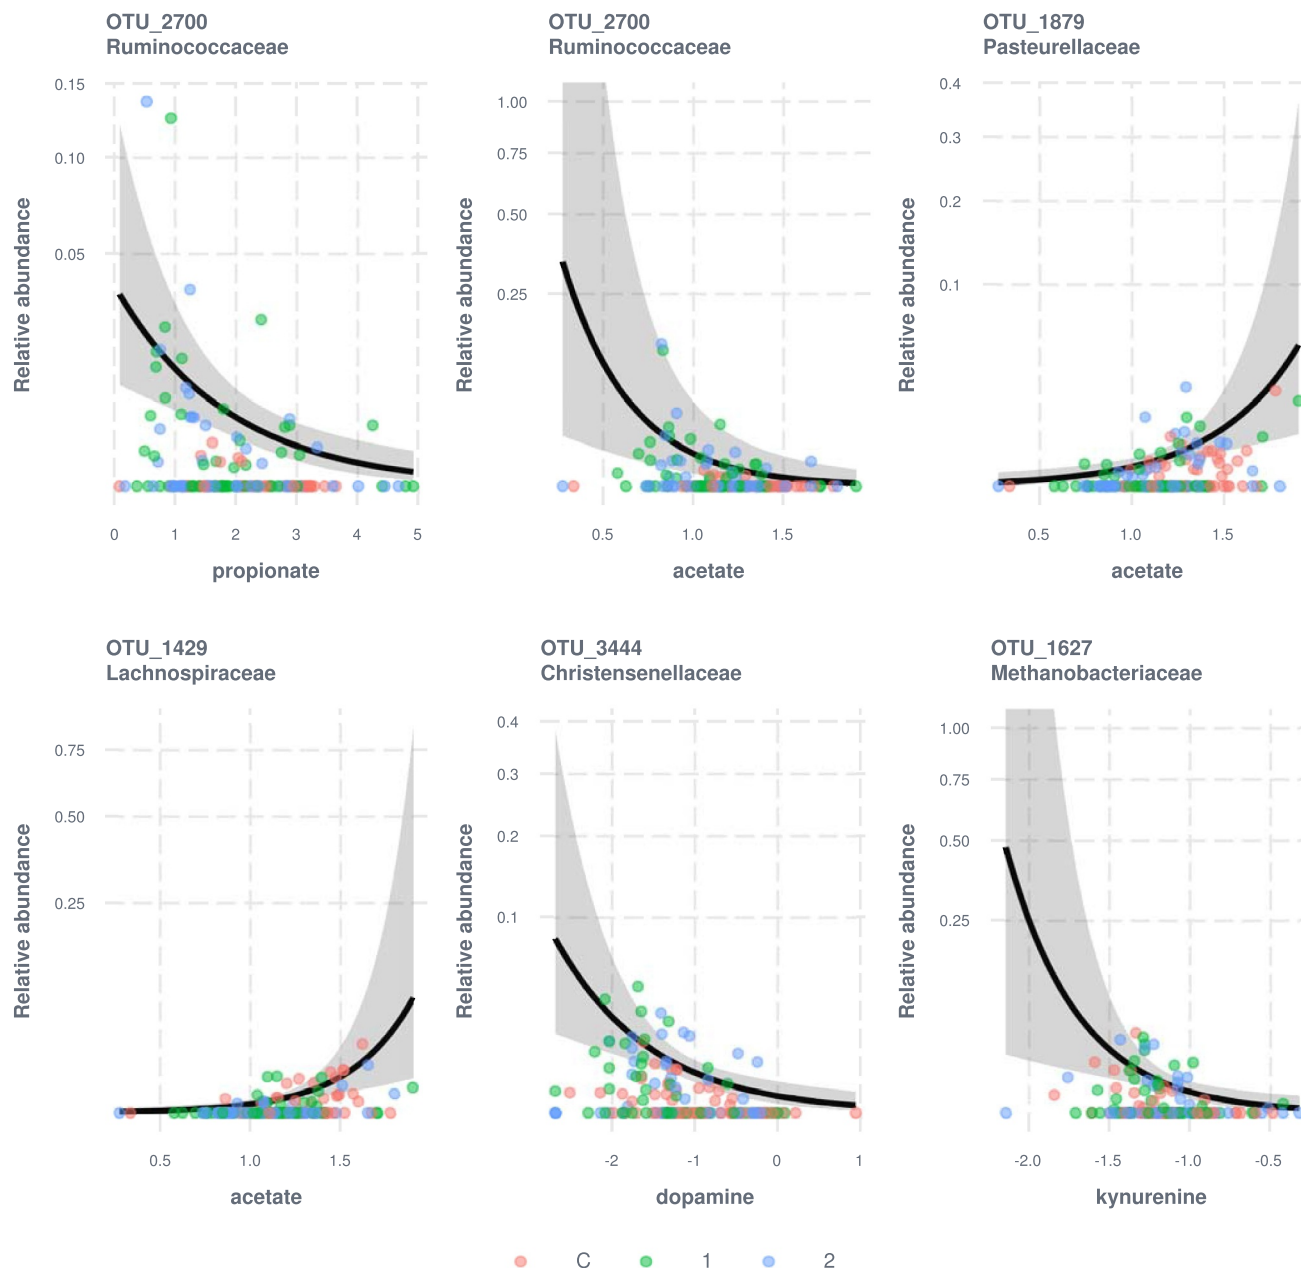 OTU_2700
Ruminococcaceae
OTU_2700
Ruminococcaceae
OTU_1879
Pasteurellaceae
Relative abundance
0.15
0.10
0.05
0 1 2 3 4 5
propionate
Relative abundance
1.00
0.75
0.50
0.25
0.5 1.0 1.5
acetate
Relative abundance
0.4
0.3
0.2
0.1
0.5 1.0 1.5
acetate
OTU_1429
Lachnospiraceae
OTU_3444
Christensenellaceae
OTU_1627
Methanobacteriaceae
Relative abundance
0.75
0.50
0.25
0.5 1.0 1.5
acetate
Relative abundance
0.4
0.3
0.2
0.1
-2 -1 0 1
dopamine
Relative abundance
1.00
0.75
0.50
0.25
-2.0 -1.5 -1.0 -0.5
kynurenine
C 1 2